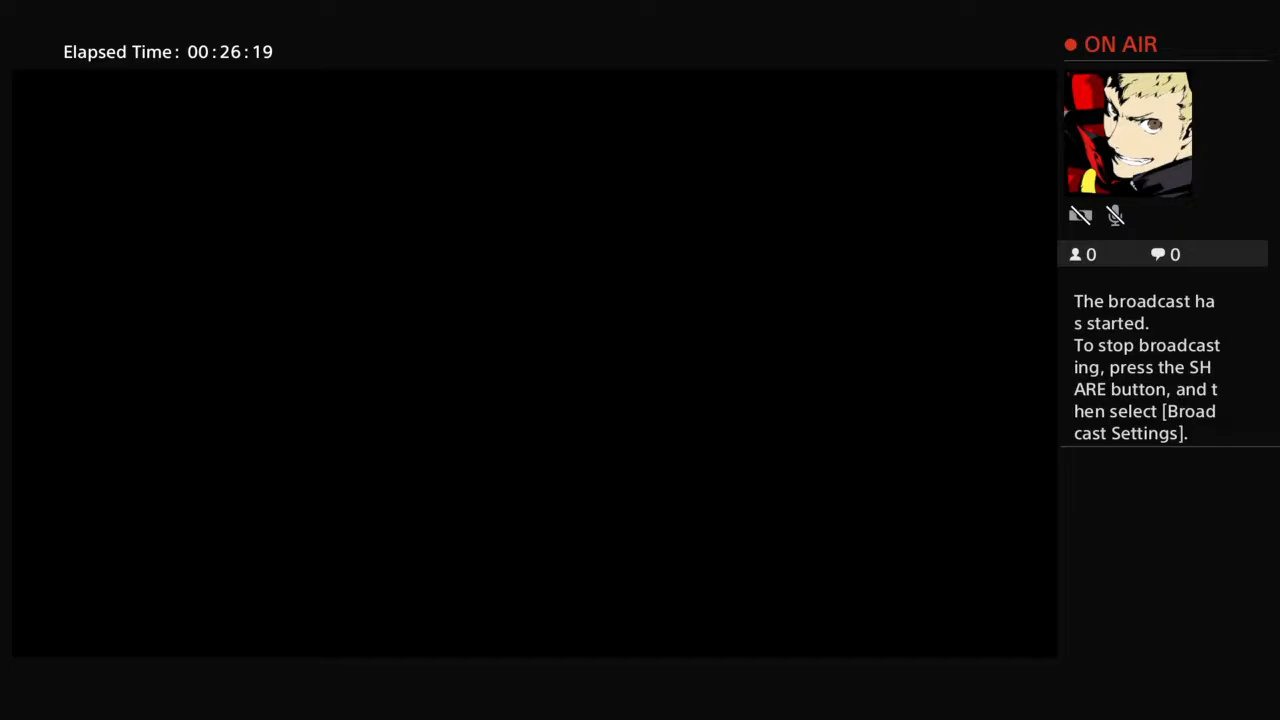 Elapsed Time: 00:26:19
ON AIR
0 0
The broadcast ha
s started.
To stop broadcast
ing, press the SH
ARE button, and t
hen select [Broad
cast Settings].